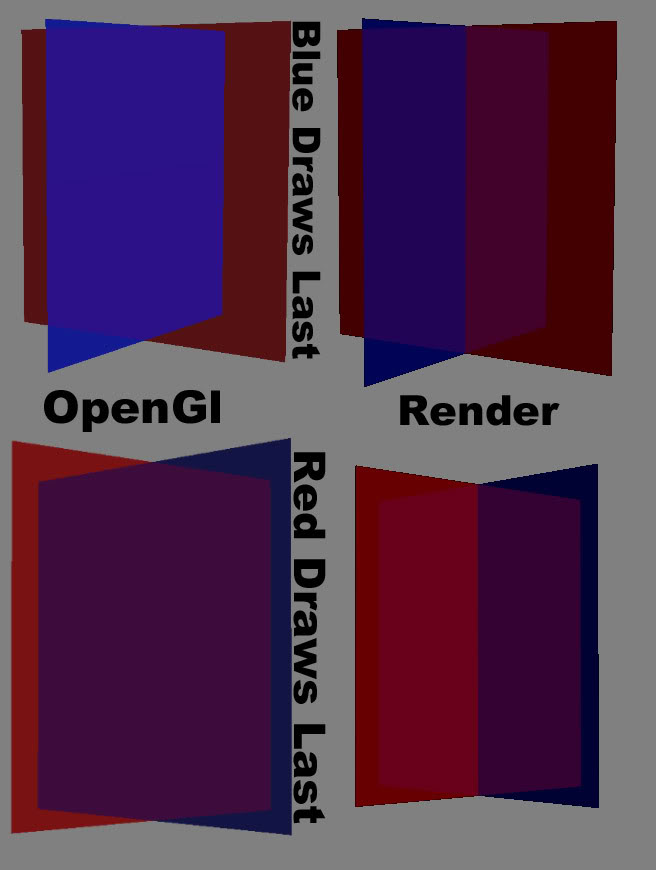 Blue Draws Last
OpenGl
Render
Red Draws Last